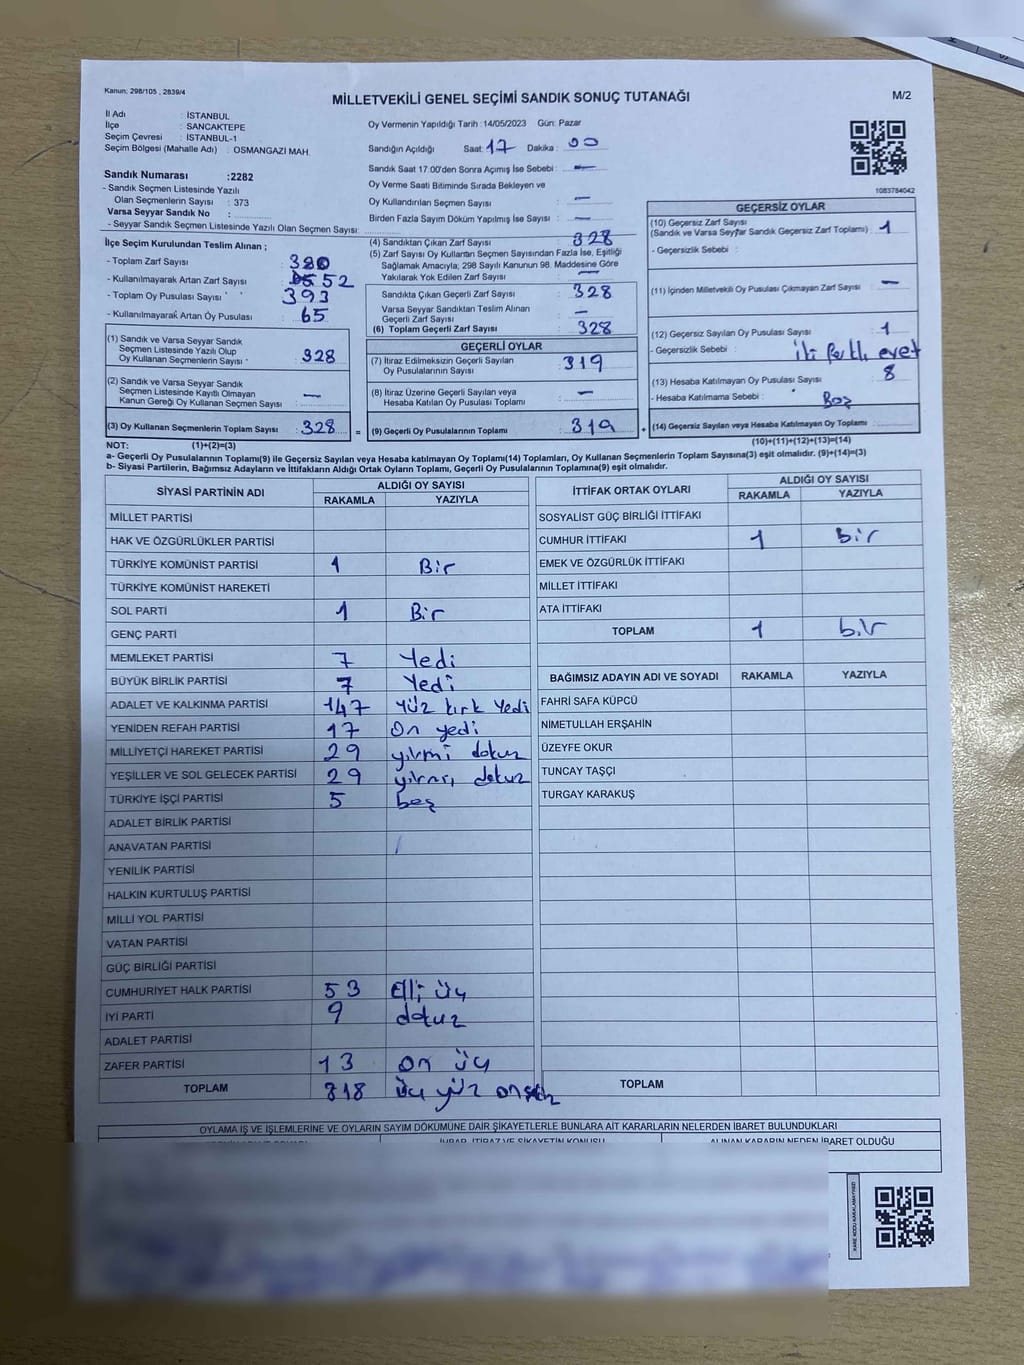 Kanun: 298/105 , 2839/4
MİLLETVEKİLİ GENEL SEÇİMİ SANDIK SONUÇ TUTANAĞI
M/2
İl Adı : İSTANBUL
İlçe : SANCAKTEPE
Seçim Çevresi : İSTANBUL-1
Seçim Bölgesi (Mahalle Adı) : OSMANGAZİ MAH.
Oy Vermenin Yapıldığı Tarih :14/05/2023 Gün: Pazar
Sandığın Açıldığı Saat: 17 Dakika : 00
Sandık Saat 17:00'den Sonra Açımış İse Sebebi : —
Oy Verme Saati Bitiminde Sırada Bekleyen ve
Oy Kullandırılan Seçmen Sayısı : —
Birden Fazla Sayım Döküm Yapılmış İse Sayısı : —
1083784042
Sandık Numarası :2282
- Sandık Seçmen Listesinde Yazılı
Olan Seçmenlerin Sayısı : 373
Varsa Seyyar Sandık No :
- Seyyar Sandık Seçmen Listesinde Yazılı Olan Seçmen Sayısı:
İlçe Seçim Kurulundan Teslim Alınan ;
- Toplam Zarf Sayısı : 380
- Kullanılmayarak Artan Zarf Sayısı : 52
- Toplam Oy Pusulası Sayısı : 393
- Kullanılmayarak Artan Oy Pusulası : 65
(1) Sandık ve Varsa Seyyar Sandık
Seçmen Listesinde Yazılı Olup
Oy Kullanan Seçmenlerin Sayısı : 328
(2) Sandık ve Varsa Seyyar Sandık
Seçmen Listesinde Kayıtlı Olmayan
Kanun Gereği Oy Kullanan Seçmen Sayısı : —
(3) Oy Kullanan Seçmenlerin Toplam Sayısı : 328 =
(4) Sandıktan Çıkan Zarf Sayısı : 328
(5) Zarf Sayısı Oy Kullanan Seçmen Sayısından Fazla İse, Eşitliği
Sağlamak Amacıyla, 298 Sayılı Kanunun 98. Maddesine Göre
Yakılarak Yok Edilen Zarf Sayısı : —
Sandıkta Çıkan Geçerli Zarf Sayısı : 328
Varsa Seyyar Sandıktan Teslim Alınan
Geçerli Zarf Sayısı : —
(6) Toplam Geçerli Zarf Sayısı : 328
GEÇERLİ OYLAR
(7) İtiraz Edilmeksizin Geçerli Sayılan
Oy Pusulalarının Sayısı : 319
(8) İtiraz Üzerine Geçerli Sayılan veya
Hesaba Katılan Oy Pusulası Toplamı : —
(9) Geçerli Oy Pusulalarının Toplamı : 319 +
GEÇERSİZ OYLAR
(10) Geçersiz Zarf Sayısı
(Sandık ve Varsa Seyyar Sandık Geçersiz Zarf Toplamı) : 1
- Geçersizlik Sebebi :
(11) İçinden Milletvekili Oy Pusulası Çıkmayan Zarf Sayısı : —
(12) Geçersiz Sayılan Oy Pusulası Sayısı : 1
- Geçersizlik Sebebi : iki farklı evet
(13) Hesaba Katılmayan Oy Pusulası Sayısı : 8
- Hesaba Katılmama Sebebi : Boş
(14) Geçersiz Sayılan veya Hesaba Katılmayan Oy Toplamı :
NOT: (1)+(2)=(3)
(10)+(11)+(12)+(13)=(14)
a- Geçerli Oy Pusulalarının Toplamı(9) ile Geçersiz Sayılan veya Hesaba katılmayan Oy Toplamı(14) Toplamları, Oy Kullanan Seçmenlerin Toplam Sayısına(3) eşit olmalıdır. (9)+(14)=(3)
b- Siyasi Partilerin, Bağımsız Adayların ve İttifakların Aldığı Ortak Oyların Toplamı, Geçerli Oy Pusulalarının Toplamına(9) eşit olmalıdır.
SİYASİ PARTİNİN ADI ALDIĞI OY SAYISI
RAKAMLA YAZIYLA
MİLLET PARTİSİ
HAK VE ÖZGÜRLÜKLER PARTİSİ
TÜRKİYE KOMÜNİST PARTİSİ 1 Bir
TÜRKİYE KOMÜNİST HAREKETİ
SOL PARTİ 1 Bir
GENÇ PARTİ
MEMLEKET PARTİSİ 7 Yedi
BÜYÜK BİRLİK PARTİSİ 7 Yedi
ADALET VE KALKINMA PARTİSİ 147 Yüz kırk Yedi
YENİDEN REFAH PARTİSİ 17 On yedi
MİLLİYETÇİ HAREKET PARTİSİ 29 yirmi dokuz
YEŞİLLER VE SOL GELECEK PARTİSİ 29 yirmi dokuz
TÜRKİYE İŞÇİ PARTİSİ 5 beş
ADALET BİRLİK PARTİSİ
ANAVATAN PARTİSİ
YENİLİK PARTİSİ
HALKIN KURTULUŞ PARTİSİ
MİLLİ YOL PARTİSİ
VATAN PARTİSİ
GÜÇ BİRLİĞİ PARTİSİ
CUMHURİYET HALK PARTİSİ 53 Elli üç
İYİ PARTİ 9 dokuz
ADALET PARTİSİ
ZAFER PARTİSİ 13 on üç
TOPLAM 318 üç yüz onsekiz
İTTİFAK ORTAK OYLARI ALDIĞI OY SAYISI
RAKAMLA YAZIYLA
SOSYALİST GÜÇ BİRLİĞİ İTTİFAKI
CUMHUR İTTİFAKI 1 bir
EMEK VE ÖZGÜRLÜK İTTİFAKI
MİLLET İTTİFAKI
ATA İTTİFAKI
TOPLAM 1 bir
BAĞIMSIZ ADAYIN ADI VE SOYADI RAKAMLA YAZIYLA
FAHRİ SAFA KÜPCÜ
NİMETULLAH ERŞAHİN
ÜZEYFE OKUR
TUNCAY TAŞÇI
TURGAY KARAKUŞ
TOPLAM
OYLAMA İŞ VE İŞLEMLERİNE VE OYLARIN SAYIM DÖKÜMÜNE DAİR ŞİKAYETLERLE BUNLARA AİT KARARLARIN NELERDEN İBARET BULUNDUKLARI
İHBAR, İTİRAZ VE ŞİKAYETİN KONUSU
ALINAN KARARIN NEDEN İBARET OLDUĞU